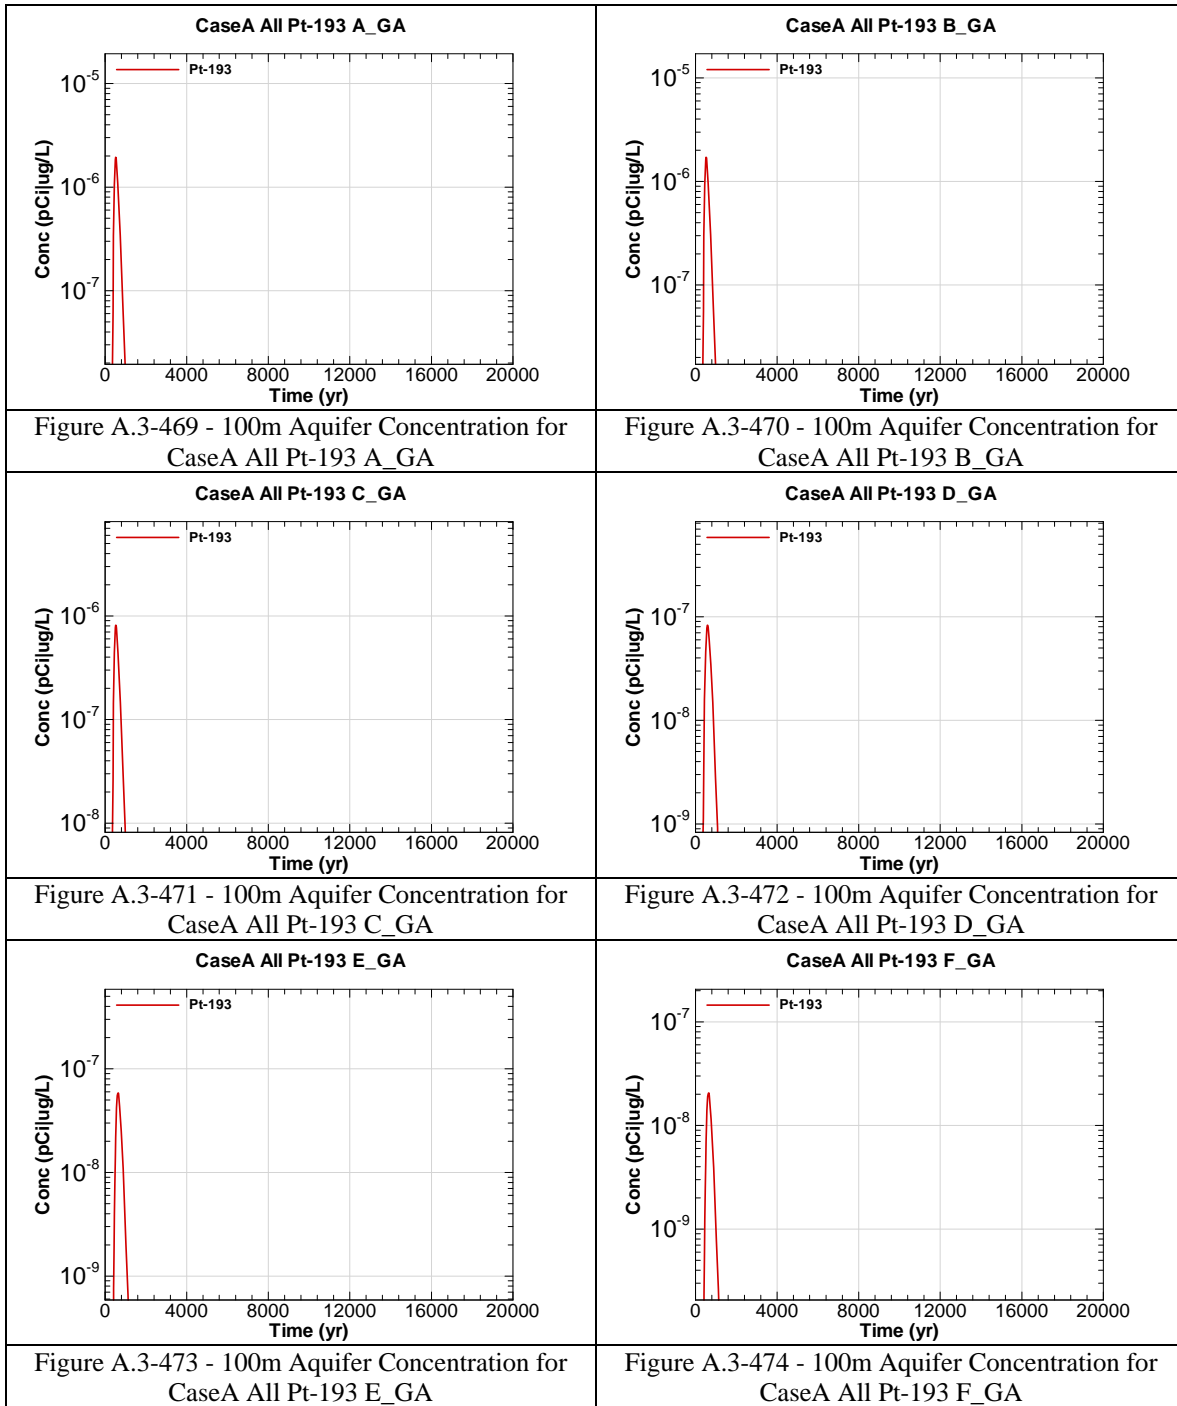 CaseA All Pt-193 A_GA
Pt-193
10-5
10-6
10-7
Conc (pCi|ug/L)
0 4000 8000 12000 16000 20000
Time (yr)
Figure A.3-469 - 100m Aquifer Concentration for
CaseA All Pt-193 A_GA
CaseA All Pt-193 B_GA
Pt-193
10-5
10-6
10-7
Conc (pCi|ug/L)
0 4000 8000 12000 16000 20000
Time (yr)
Figure A.3-470 - 100m Aquifer Concentration for
CaseA All Pt-193 B_GA
CaseA All Pt-193 C_GA
Pt-193
10-6
10-7
10-8
Conc (pCi|ug/L)
0 4000 8000 12000 16000 20000
Time (yr)
Figure A.3-471 - 100m Aquifer Concentration for
CaseA All Pt-193 C_GA
CaseA All Pt-193 D_GA
Pt-193
10-7
10-8
10-9
Conc (pCi|ug/L)
0 4000 8000 12000 16000 20000
Time (yr)
Figure A.3-472 - 100m Aquifer Concentration for
CaseA All Pt-193 D_GA
CaseA All Pt-193 E_GA
Pt-193
10-7
10-8
10-9
Conc (pCi|ug/L)
0 4000 8000 12000 16000 20000
Time (yr)
Figure A.3-473 - 100m Aquifer Concentration for
CaseA All Pt-193 E_GA
CaseA All Pt-193 F_GA
Pt-193
10-7
10-8
10-9
Conc (pCi|ug/L)
0 4000 8000 12000 16000 20000
Time (yr)
Figure A.3-474 - 100m Aquifer Concentration for
CaseA All Pt-193 F_GA